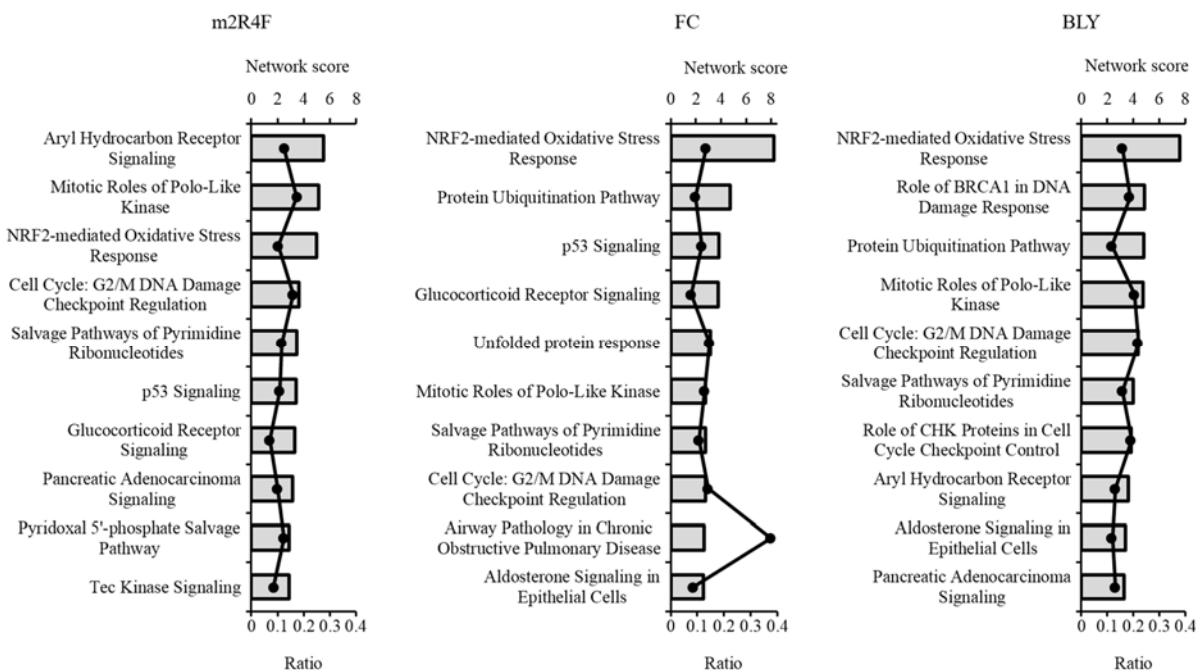 m2R4F
Network score
0 2 4 6 8
Aryl Hydrocarbon Receptor
Signaling
Mitotic Roles of Polo-Like
Kinase
NRF2-mediated Oxidative Stress
Response
Cell Cycle: G2/M DNA Damage
Checkpoint Regulation
Salvage Pathways of Pyrimidine
Ribonucleotides
p53 Signaling
Glucocorticoid Receptor
Signaling
Pancreatic Adenocarcinoma
Signaling
Pyridoxal 5'-phosphate Salvage
Pathway
Tec Kinase Signaling
0 0.1 0.2 0.3 0.4
Ratio
FC
Network score
0 2 4 6 8
NRF2-mediated Oxidative Stress
Response
Protein Ubiquitination Pathway
p53 Signaling
Glucocorticoid Receptor Signaling
Unfolded protein response
Mitotic Roles of Polo-Like Kinase
Salvage Pathways of Pyrimidine
Ribonucleotides
Cell Cycle: G2/M DNA Damage
Checkpoint Regulation
Airway Pathology in Chronic
Obstructive Pulmonary Disease
Aldosterone Signaling in
Epithelial Cells
0 0.1 0.2 0.3 0.4
Ratio
BLY
Network score
0 2 4 6 8
NRF2-mediated Oxidative Stress
Response
Role of BRCA1 in DNA
Damage Response
Protein Ubiquitination Pathway
Mitotic Roles of Polo-Like
Kinase
Cell Cycle: G2/M DNA Damage
Checkpoint Regulation
Salvage Pathways of Pyrimidine
Ribonucleotides
Role of CHK Proteins in Cell
Cycle Checkpoint Control
Aryl Hydrocarbon Receptor
Signaling
Aldosterone Signaling in
Epithelial Cells
Pancreatic Adenocarcinoma
Signaling
0 0.1 0.2 0.3 0.4
Ratio